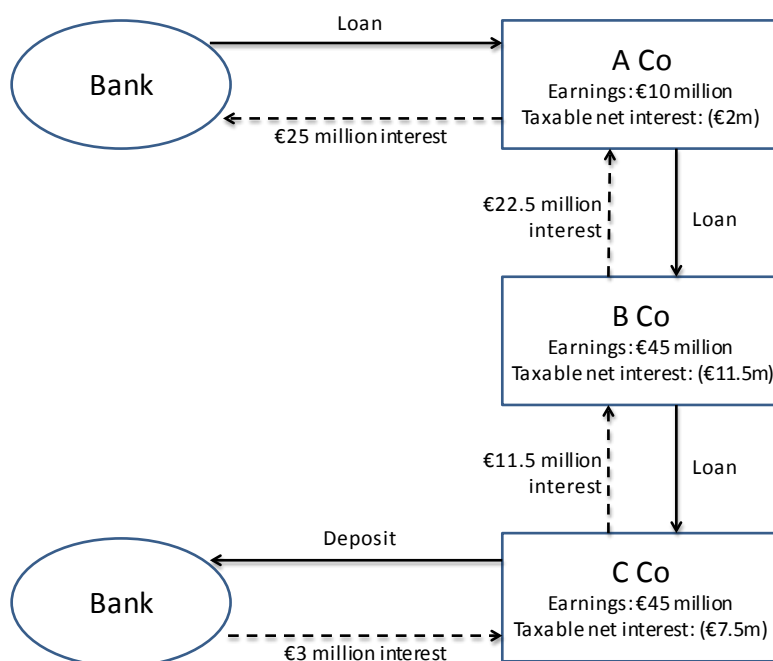 Loan
Bank
A Co
Earnings: €10 million
Taxable net interest: (€2m)
€25 million interest
€22.5 million
interest
Loan
B Co
Earnings: €45 million
Taxable net interest: (€11.5m)
€11.5 million
interest
Loan
Deposit
Bank
C Co
Earnings: €45 million
Taxable net interest: (€7.5m)
€3 million interest